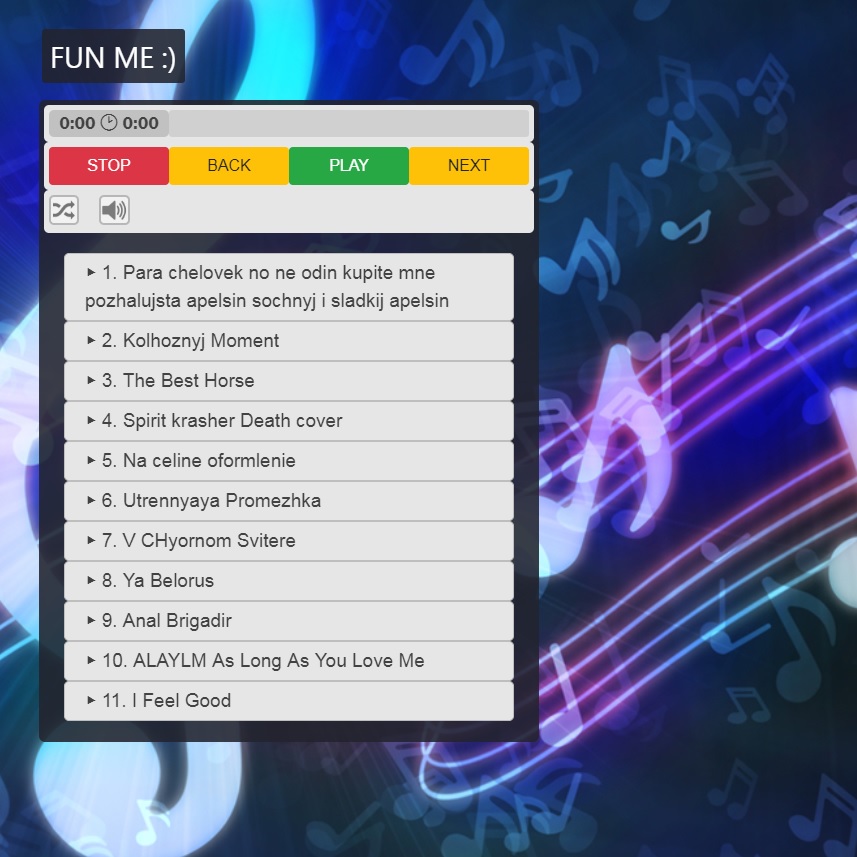 FUN ME :)
0:00 0:00
STOP BACK PLAY NEXT
1. Para chelovek no ne odin kupite mne
pozhalujsta apelsin sochnyj i sladkij apelsin
2. Kolhoznyj Moment
3. The Best Horse
4. Spirit krasher Death cover
5. Na celine oformlenie
6. Utrennyaya Promezhka
7. V CHyornom Svitere
8. Ya Belorus
9. Anal Brigadir
10. ALAYLM As Long As You Love Me
11. I Feel Good